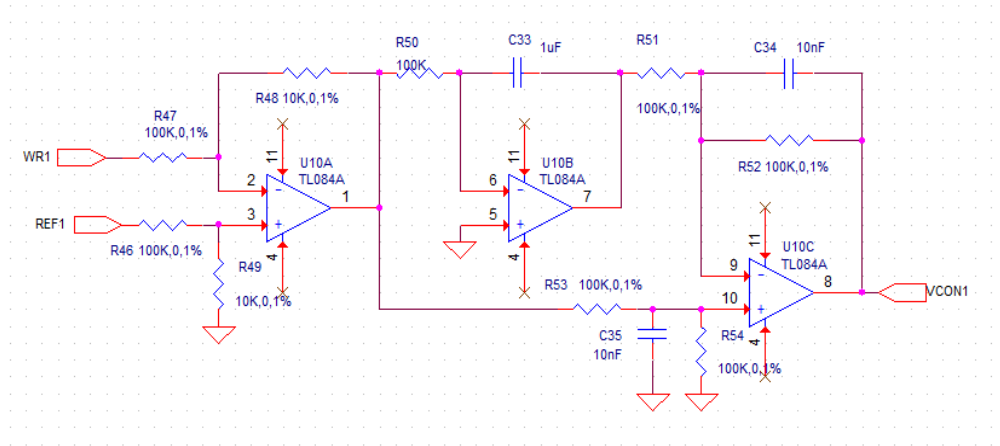 R50
100K
C33
1uF
R51
100K,0,1%
C34
10nF
R48 10K,0,1%
R47
100K,0,1%
WR1
REF1
R46 100K,0,1%
R49
10K,0,1%
11
U10A
TL084A
2
3
1
4
-
+
11
U10B
TL084A
6
5
7
4
-
+
R52 100K,0,1%
R53
100K,0,1%
C35
10nF
R54
100K,0,1%
11
U10C
TL084A
9
10
8
4
-
+
VCON1